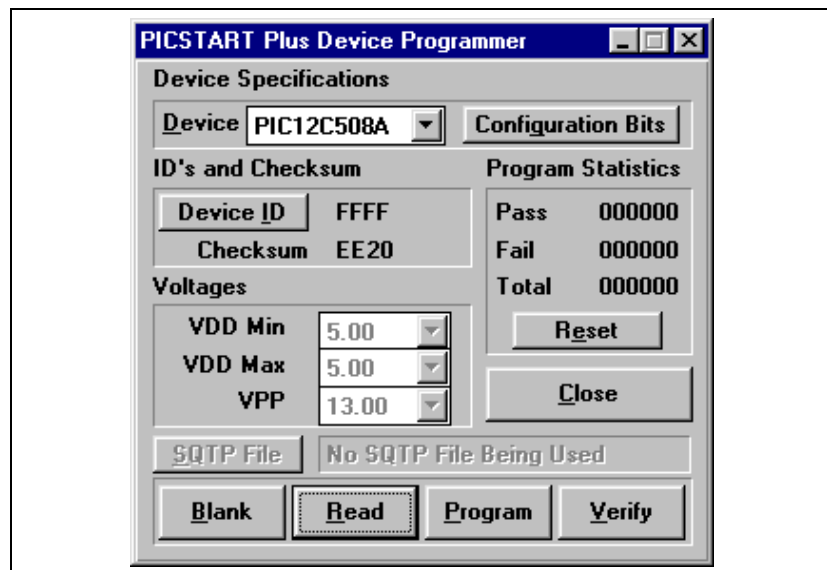 PICSTART Plus Device Programmer
Device Specifications
Device PIC12C508A Configuration Bits
ID's and Checksum
Device ID FFFF
Checksum EE20
Program Statistics
Pass 000000
Fail 000000
Total 000000
Reset
Voltages
VDD Min 5.00
VDD Max 5.00
VPP 13.00
Close
SQTP File No SQTP File Being Used
Blank Read Program Verify